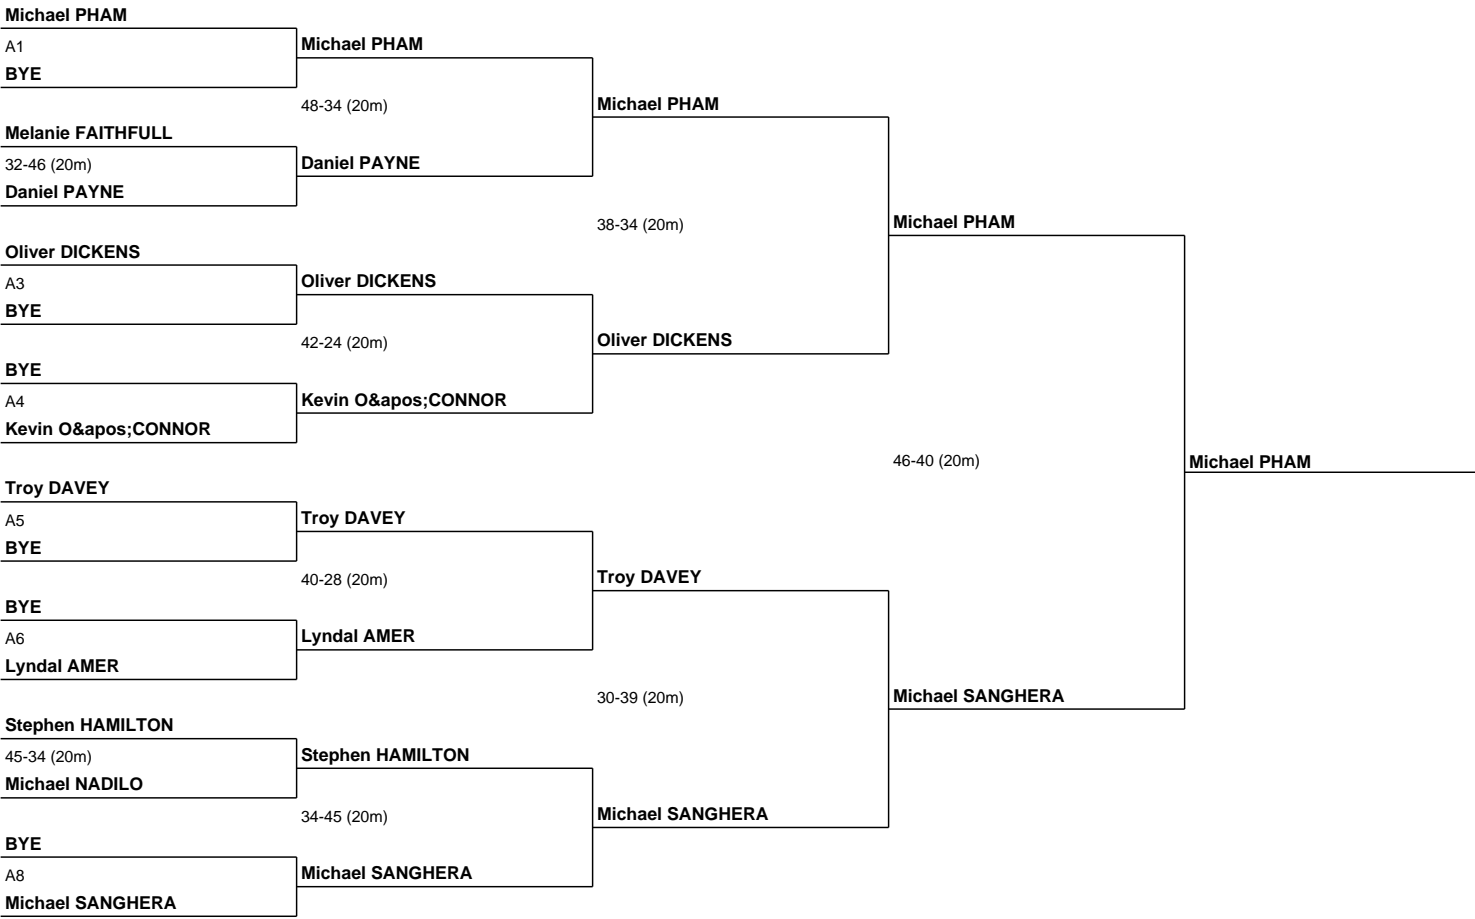 Michael PHAM
A1
BYE
Melanie FAITHFULL
32-46 (20m)
Daniel PAYNE
Oliver DICKENS
A3
BYE
BYE
A4
Kevin O&apos;CONNOR
Troy DAVEY
A5
BYE
BYE
A6
Lyndal AMER
Stephen HAMILTON
45-34 (20m)
Michael NADILO
BYE
A8
Michael SANGHERA
Michael PHAM
48-34 (20m)
Daniel PAYNE
Oliver DICKENS
42-24 (20m)
Kevin O&apos;CONNOR
Troy DAVEY
40-28 (20m)
Lyndal AMER
Stephen HAMILTON
34-45 (20m)
Michael SANGHERA
Michael PHAM
38-34 (20m)
Oliver DICKENS
Troy DAVEY
30-39 (20m)
Michael SANGHERA
Michael PHAM
46-40 (20m)
Michael SANGHERA
Michael PHAM